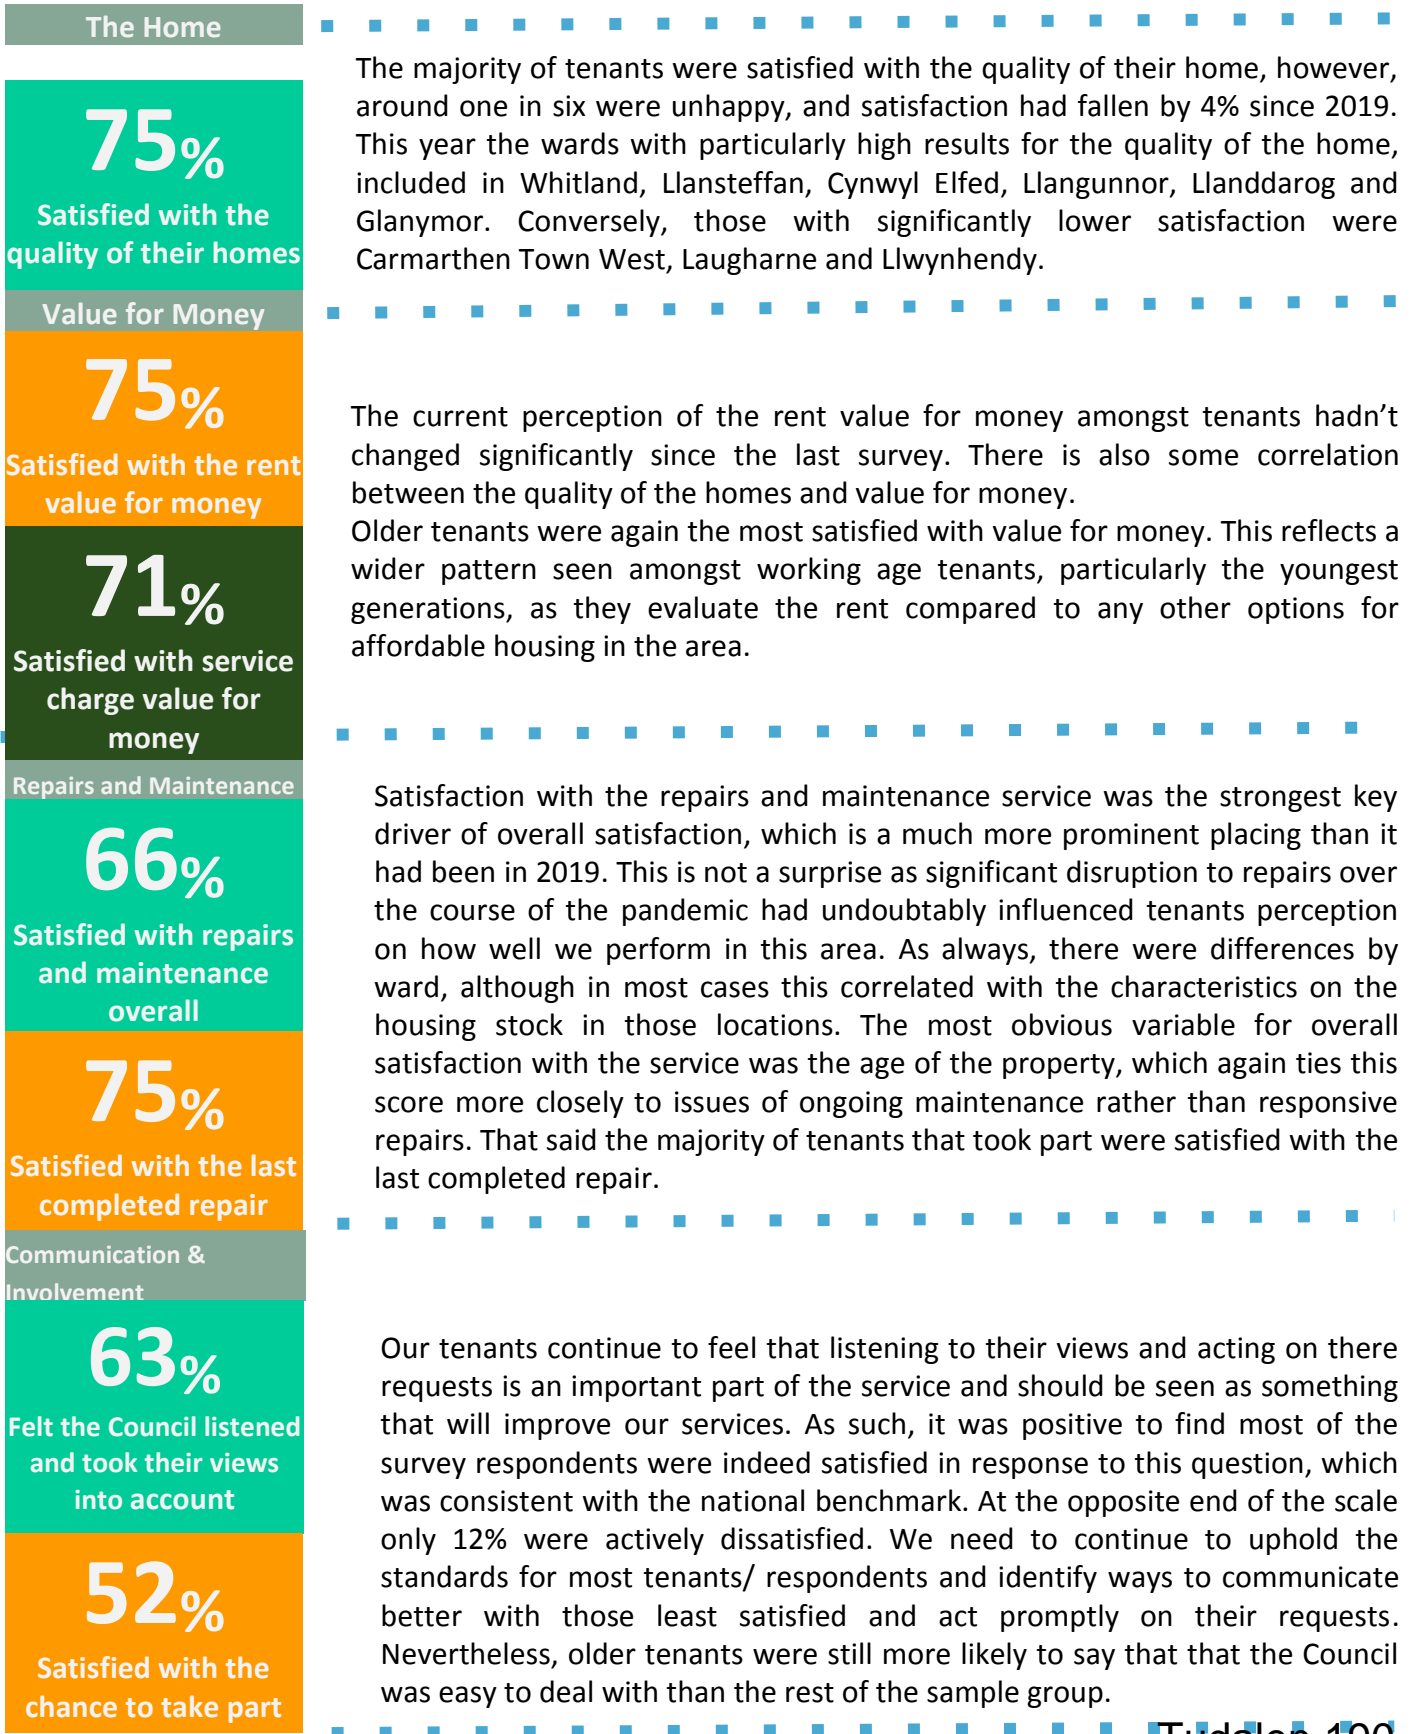 The Home
The majority of tenants were satisfied with the quality of their home, however,
around one in six were unhappy, and satisfaction had fallen by 4% since 2019.
This year the wards with particularly high results for the quality of the home,
included in Whitland, Llansteffan, Cynwyl Elfed, Llangunnor, Llanddarog and
Glanymor. Conversely, those with significantly lower satisfaction were
Carmarthen Town West, Laugharne and Llwynhendy.
75%
Satisfied with the
quality of their homes
Value for Money
75%
Satisfied with the rent
value for money
71%
Satisfied with service
charge value for
money
The current perception of the rent value for money amongst tenants hadn't
changed significantly since the last survey. There is also some correlation
between the quality of the homes and value for money.
Older tenants were again the most satisfied with value for money. This reflects a
wider pattern seen amongst working age tenants, particularly the youngest
generations, as they evaluate the rent compared to any other options for
affordable housing in the area.
Repairs and Maintenance
66%
Satisfied with repairs
and maintenance
overall
75%
Satisfied with the last
completed repair
Satisfaction with the repairs and maintenance service was the strongest key
driver of overall satisfaction, which is a much more prominent placing than it
had been in 2019. This is not a surprise as significant disruption to repairs over
the course of the pandemic had undoubtably influenced tenants perception
on how well we perform in this area. As always, there were differences by
ward, although in most cases this correlated with the characteristics on the
housing stock in those locations. The most obvious variable for overall
satisfaction with the service was the age of the property, which again ties this
score more closely to issues of ongoing maintenance rather than responsive
repairs. That said the majority of tenants that took part were satisfied with the
last completed repair.
Communication &
Involvement
63%
Felt the Council listened
and took their views
into account
52%
Satisfied with the
chance to take part
Our tenants continue to feel that listening to their views and acting on there
requests is an important part of the service and should be seen as something
that will improve our services. As such, it was positive to find most of the
survey respondents were indeed satisfied in response to this question, which
was consistent with the national benchmark. At the opposite end of the scale
only 12% were actively dissatisfied. We need to continue to uphold the
standards for most tenants/ respondents and identify ways to communicate
better with those least satisfied and act promptly on their requests.
Nevertheless, older tenants were still more likely to say that that the Council
was easy to deal with than the rest of the sample group.
Tudalen